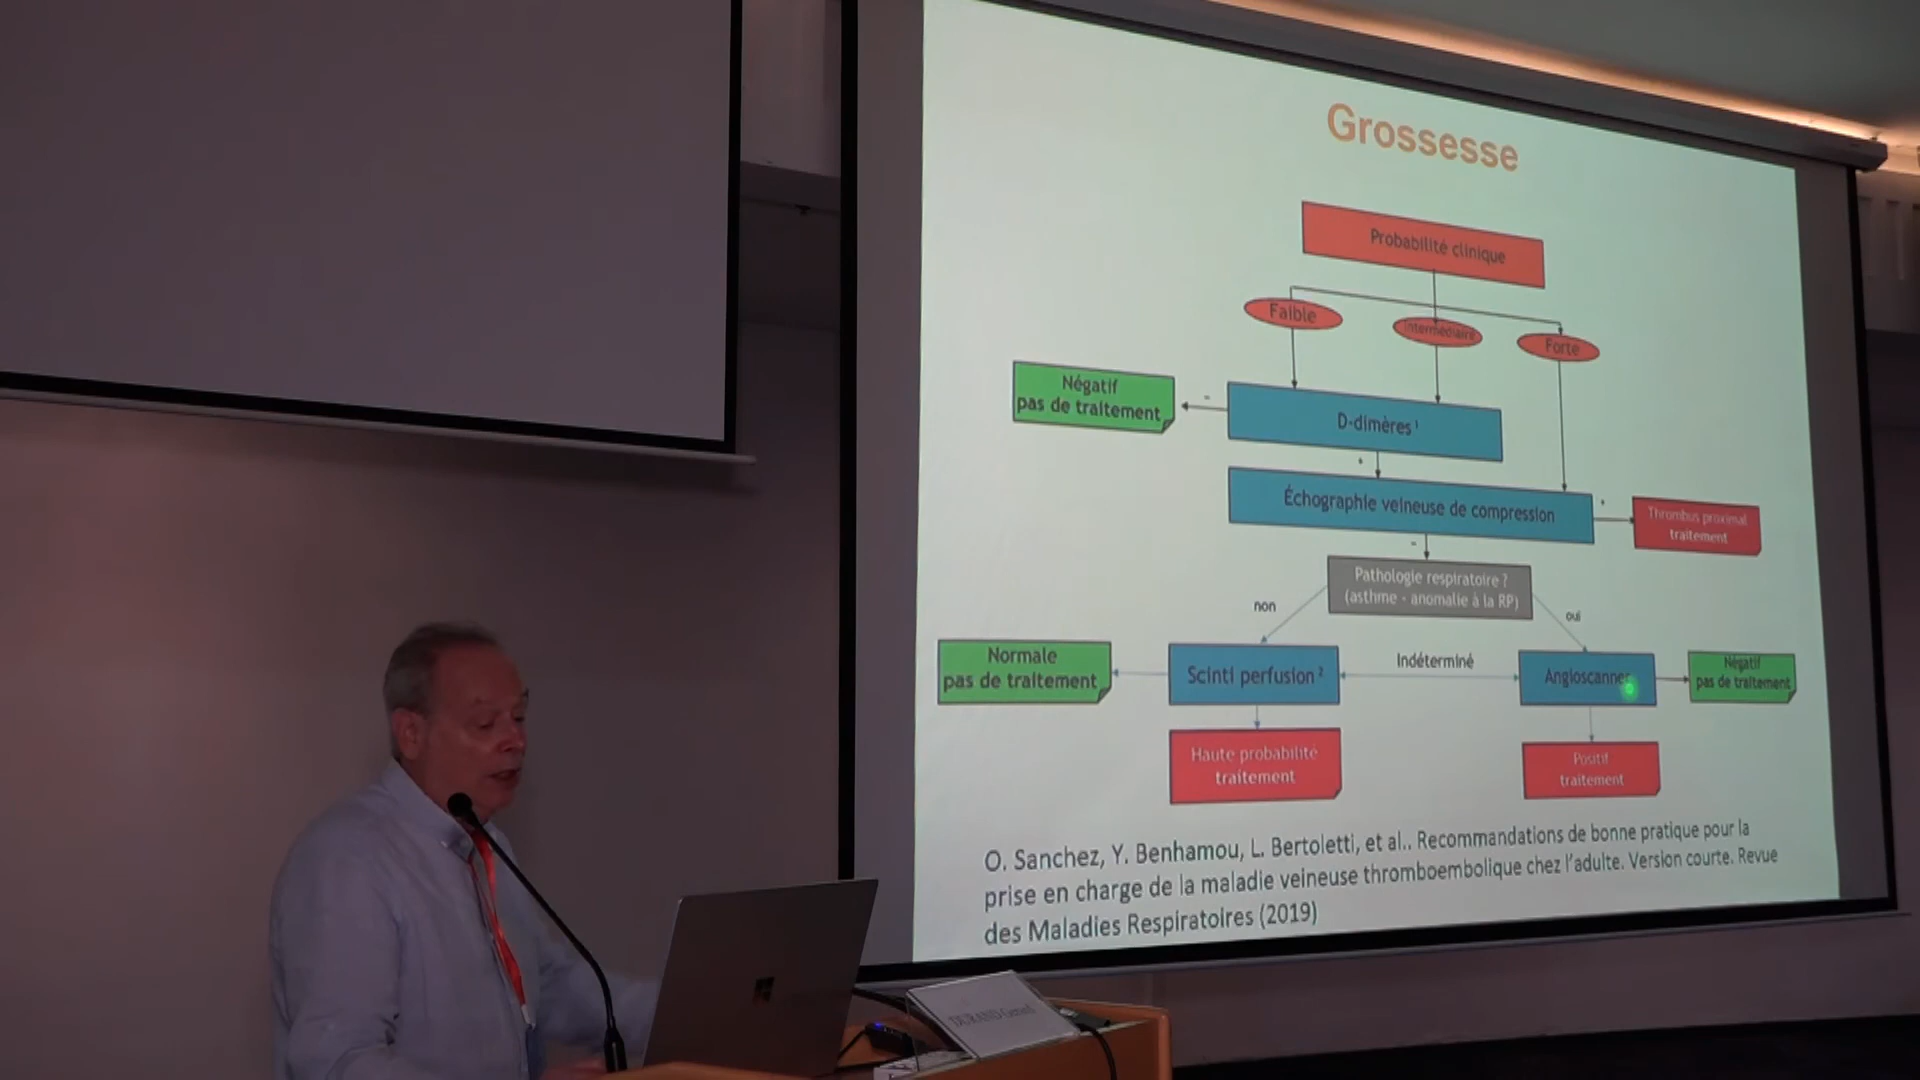 Grossesse
Probabilité clinique
Faible
Intermédiaire
Forte
Négatif
pas de traitement
-
D-dimères¹
+
Échographie veineuse de compression
+
Thrombus proximal
traitement
-
Pathologie respiratoire ?
(asthme - anomalie à la RP)
non
oui
Normale
pas de traitement
Scinti perfusion ²
Indéterminé
Angioscanner
Négatif
pas de traitement
Haute probabilité
traitement
Positif
traitement
O. Sanchez, Y. Benhamou, L. Bertoletti, et al.. Recommandations de bonne pratique pour la
prise en charge de la maladie veineuse thromboembolique chez l'adulte. Version courte. Revue
des Maladies Respiratoires (2019)
DURAND Gérard